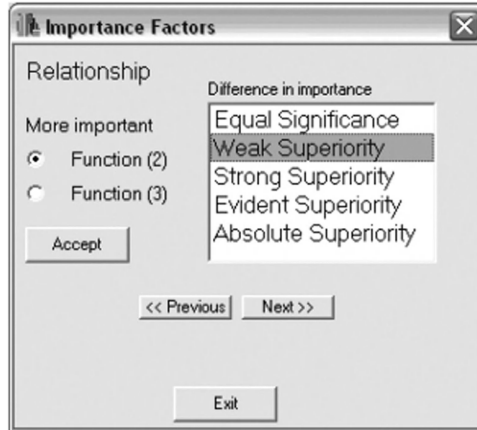 Importance Factors
Relationship
Difference in importance
More important
Function (2)
Function (3)
Accept
Equal Significance
Weak Superiority
Strong Superiority
Evident Superiority
Absolute Superiority
<< Previous
Next >>
Exit